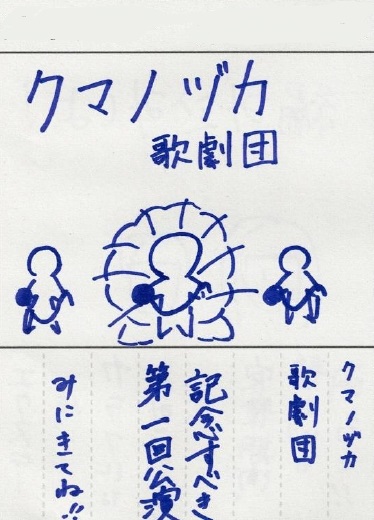 クマノヅカ
歌劇団
クマノヅカ
歌劇団
記念すべき
第一回公演
みにきてね!!